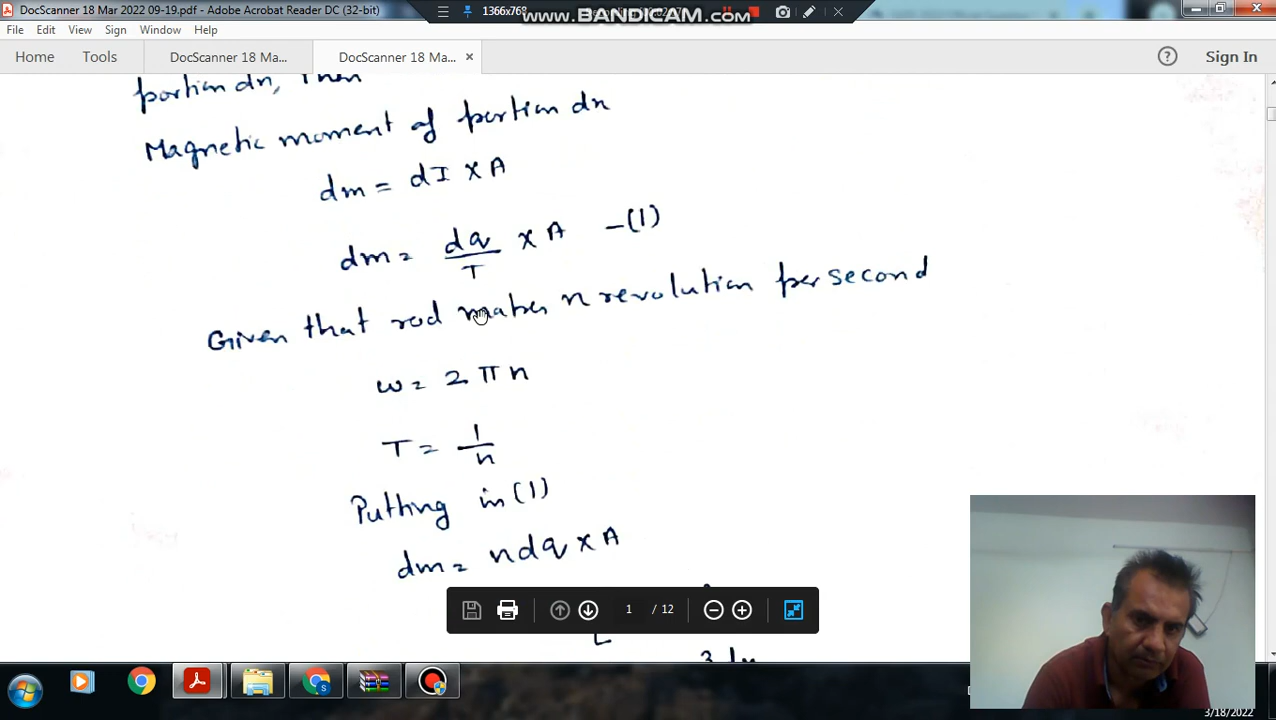 DocScanner 18 Mar 2022 09-19.pdf - Adobe Acrobat Reader DC (32-bit)
1366x768
www.BANDICAM.com
File Edit View Sign Window Help
Home Tools DocScanner 18 Ma... DocScanner 18 Ma... × Sign In
portion dx, Then
Magnetic moment of portion dx
dm = dI × A
dm = dq/T × A -(1)
Given that rod makes n revolution per second
ω = 2πn
T = 1/n
Putting in (1)
dm = n dq × A
1 / 12
3/18/2022